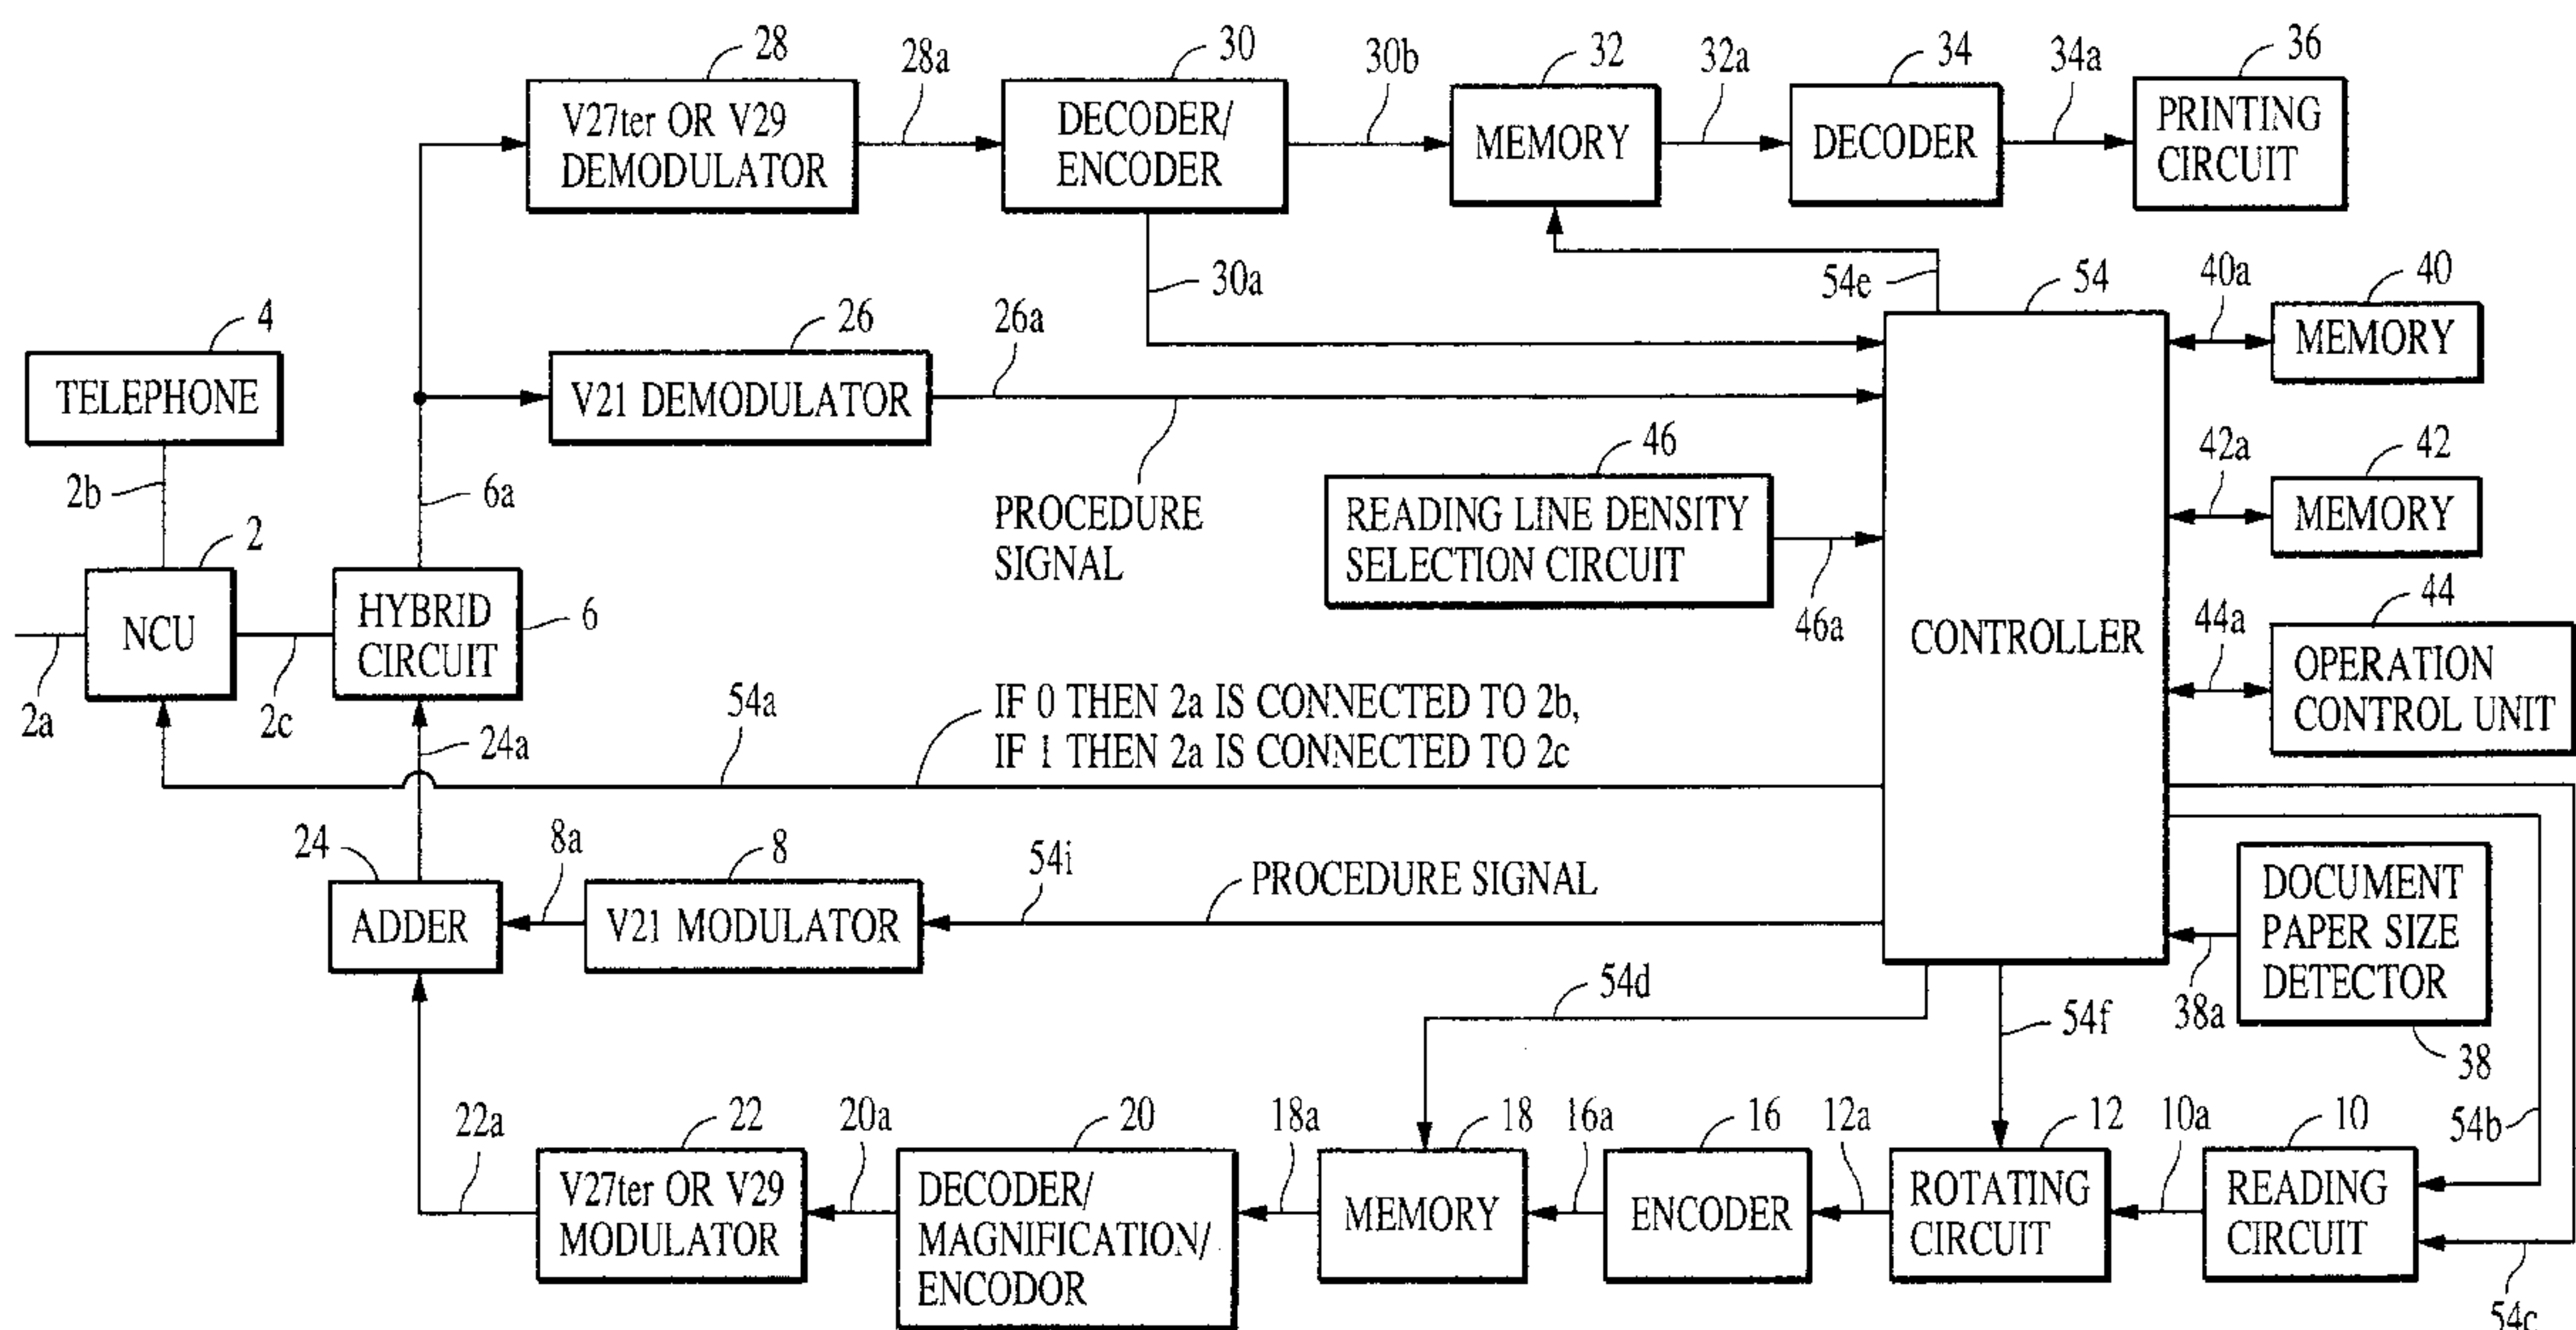 28
28a
30
30b
32
32a
34
34a
36
V27ter OR V29
DEMODULATOR
DECODER/
ENCODER
MEMORY
DECODER
PRINTING
CIRCUIT
30a
54e
54
40a
40
MEMORY
4
TELEPHONE
26
26a
V21 DEMODULATOR
2b
6a
PROCEDURE
SIGNAL
46
READING LINE DENSITY
SELECTION CIRCUIT
46a
42a
42
MEMORY
2
NCU
2a
2c
HYBRID
CIRCUIT
6
CONTROLLER
44a
44
OPERATION
CONTROL UNIT
24a
54a
IF 0 THEN 2a IS CONNECTED TO 2b,
IF 1 THEN 2a IS CONNECTED TO 2c
24
ADDER
8a
8
V21 MODULATOR
54i
PROCEDURE SIGNAL
DOCUMENT
PAPER SIZE
DETECTOR
38a
38
54d
54f
54b
22a
22
V27ter OR V29
MODULATOR
20a
20
DECODER/
MAGNIFICATION/
ENCODOR
18a
18
MEMORY
16a
16
ENCODER
12a
12
ROTATING
CIRCUIT
10a
10
READING
CIRCUIT
54c